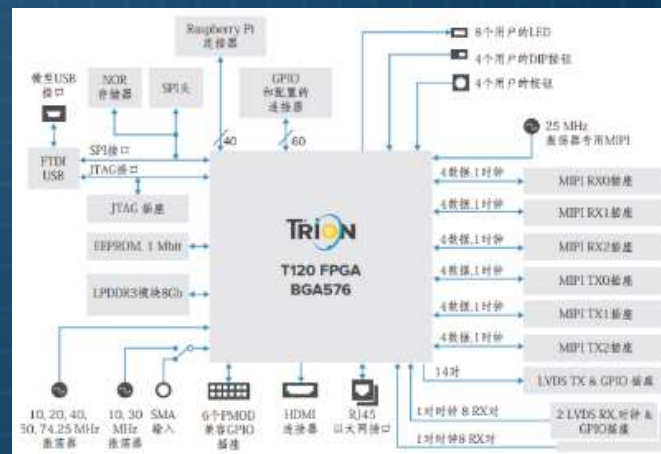 Raspberry Pi
连接器
8个用户的LED
4个用户的DIP按钮
4个用户的按钮
微型USB
接口
NOR
存储器
SPI头
GPIO
和配置的
连接器
40
60
25 MHz
振荡器专用MIPI
FTDI
USB
SPI接口
JTAG接口
JTAG 插座
EEPROM, 1 Mbit
LPDDR3模块8Gb
TRION
T120 FPGA
BGA576
4数据,1时钟
MIPI RX0插座
4数据,1时钟
MIPI RX1插座
4数据,1时钟
MIPI RX2插座
4数据,1时钟
MIPI TX0插座
4数据,1时钟
MIPI TX1插座
4数据,1时钟
MIPI TX2插座
14对
LVDS TX & GPIO 插座
1对时钟 8 RX对
2 LVDS RX,时钟 &
GPIO插座
1对时钟8 RX对
10, 20, 40,
50, 74.25 MHz
振荡器
10, 30
MHz
振荡器
SMA
输入
6个PMOD
兼容GPIO
插座
HDMI
连接器
RJ45
以太网接口